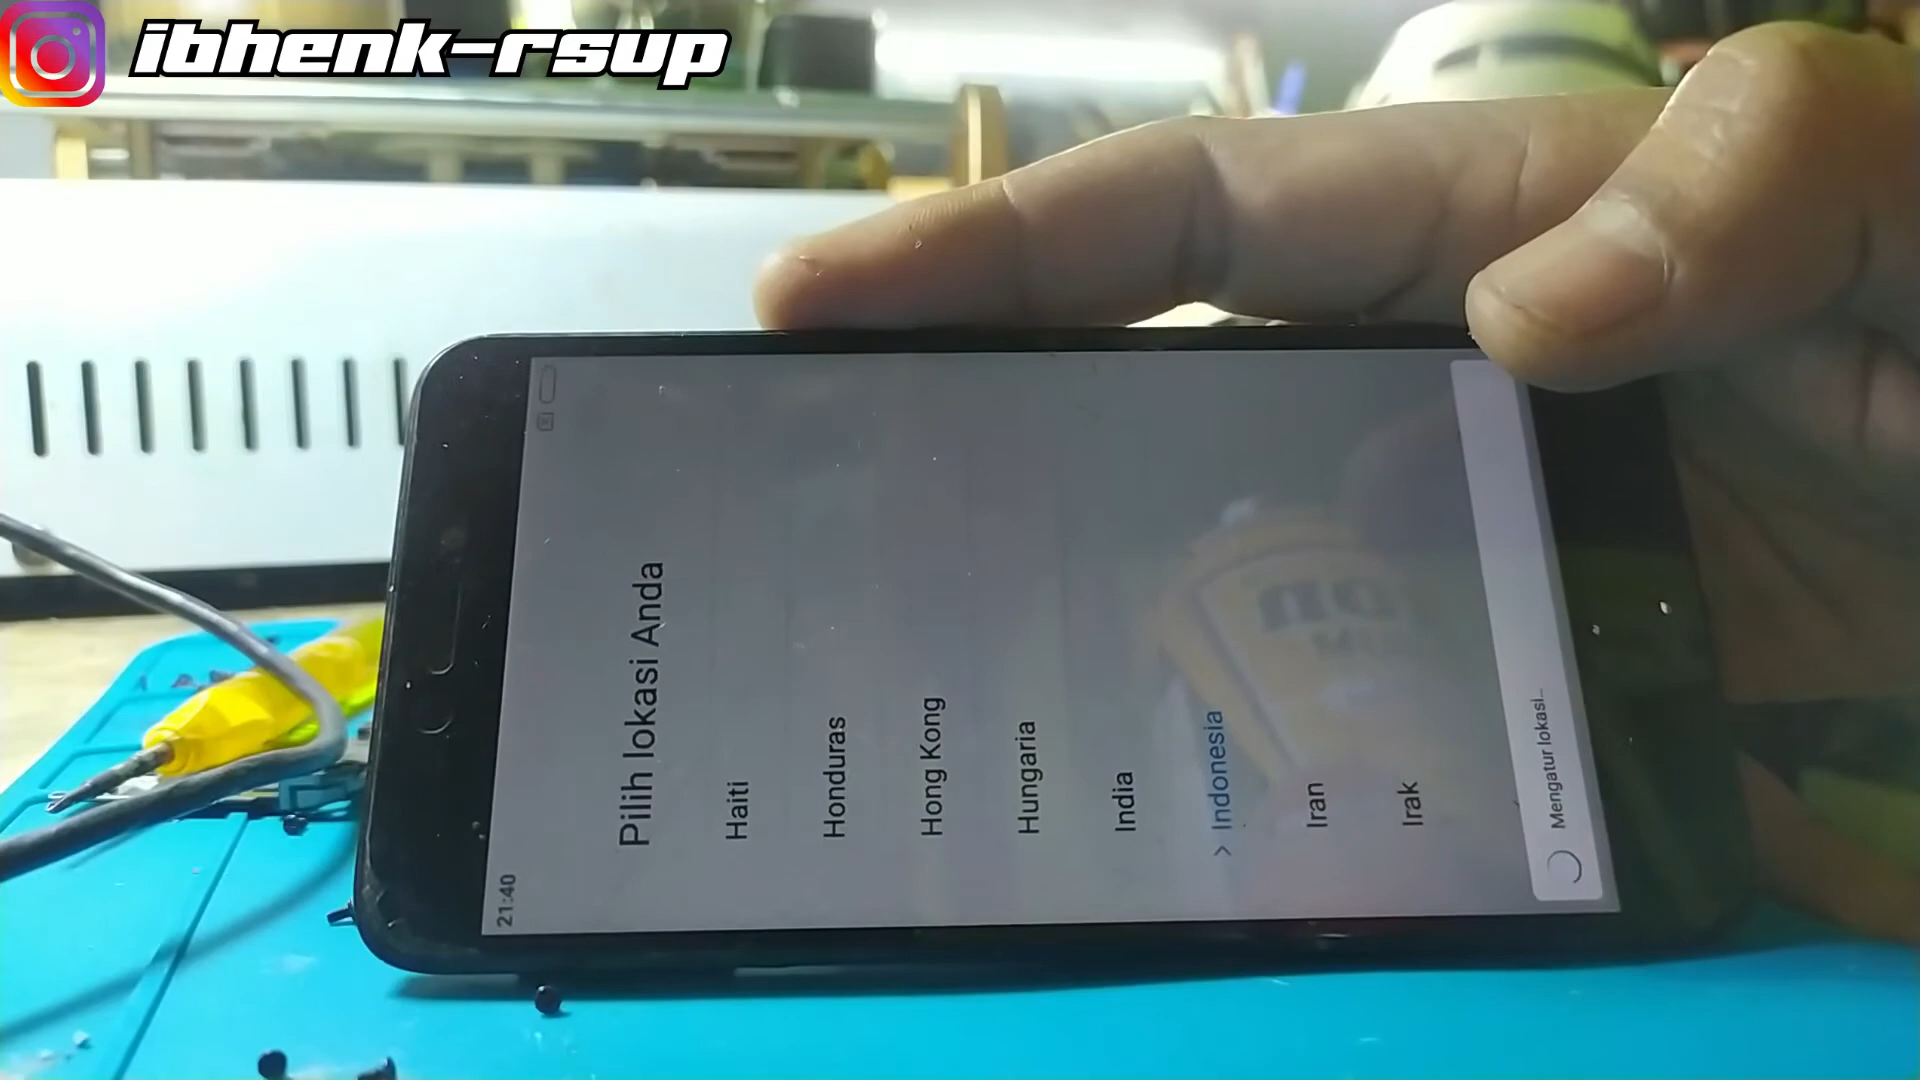 ibhenk-rsup
21:40
Pilih lokasi Anda
Haiti
Honduras
Hong Kong
Hungaria
India
> Indonesia
Iran
Irak
Mengatur lokasi...